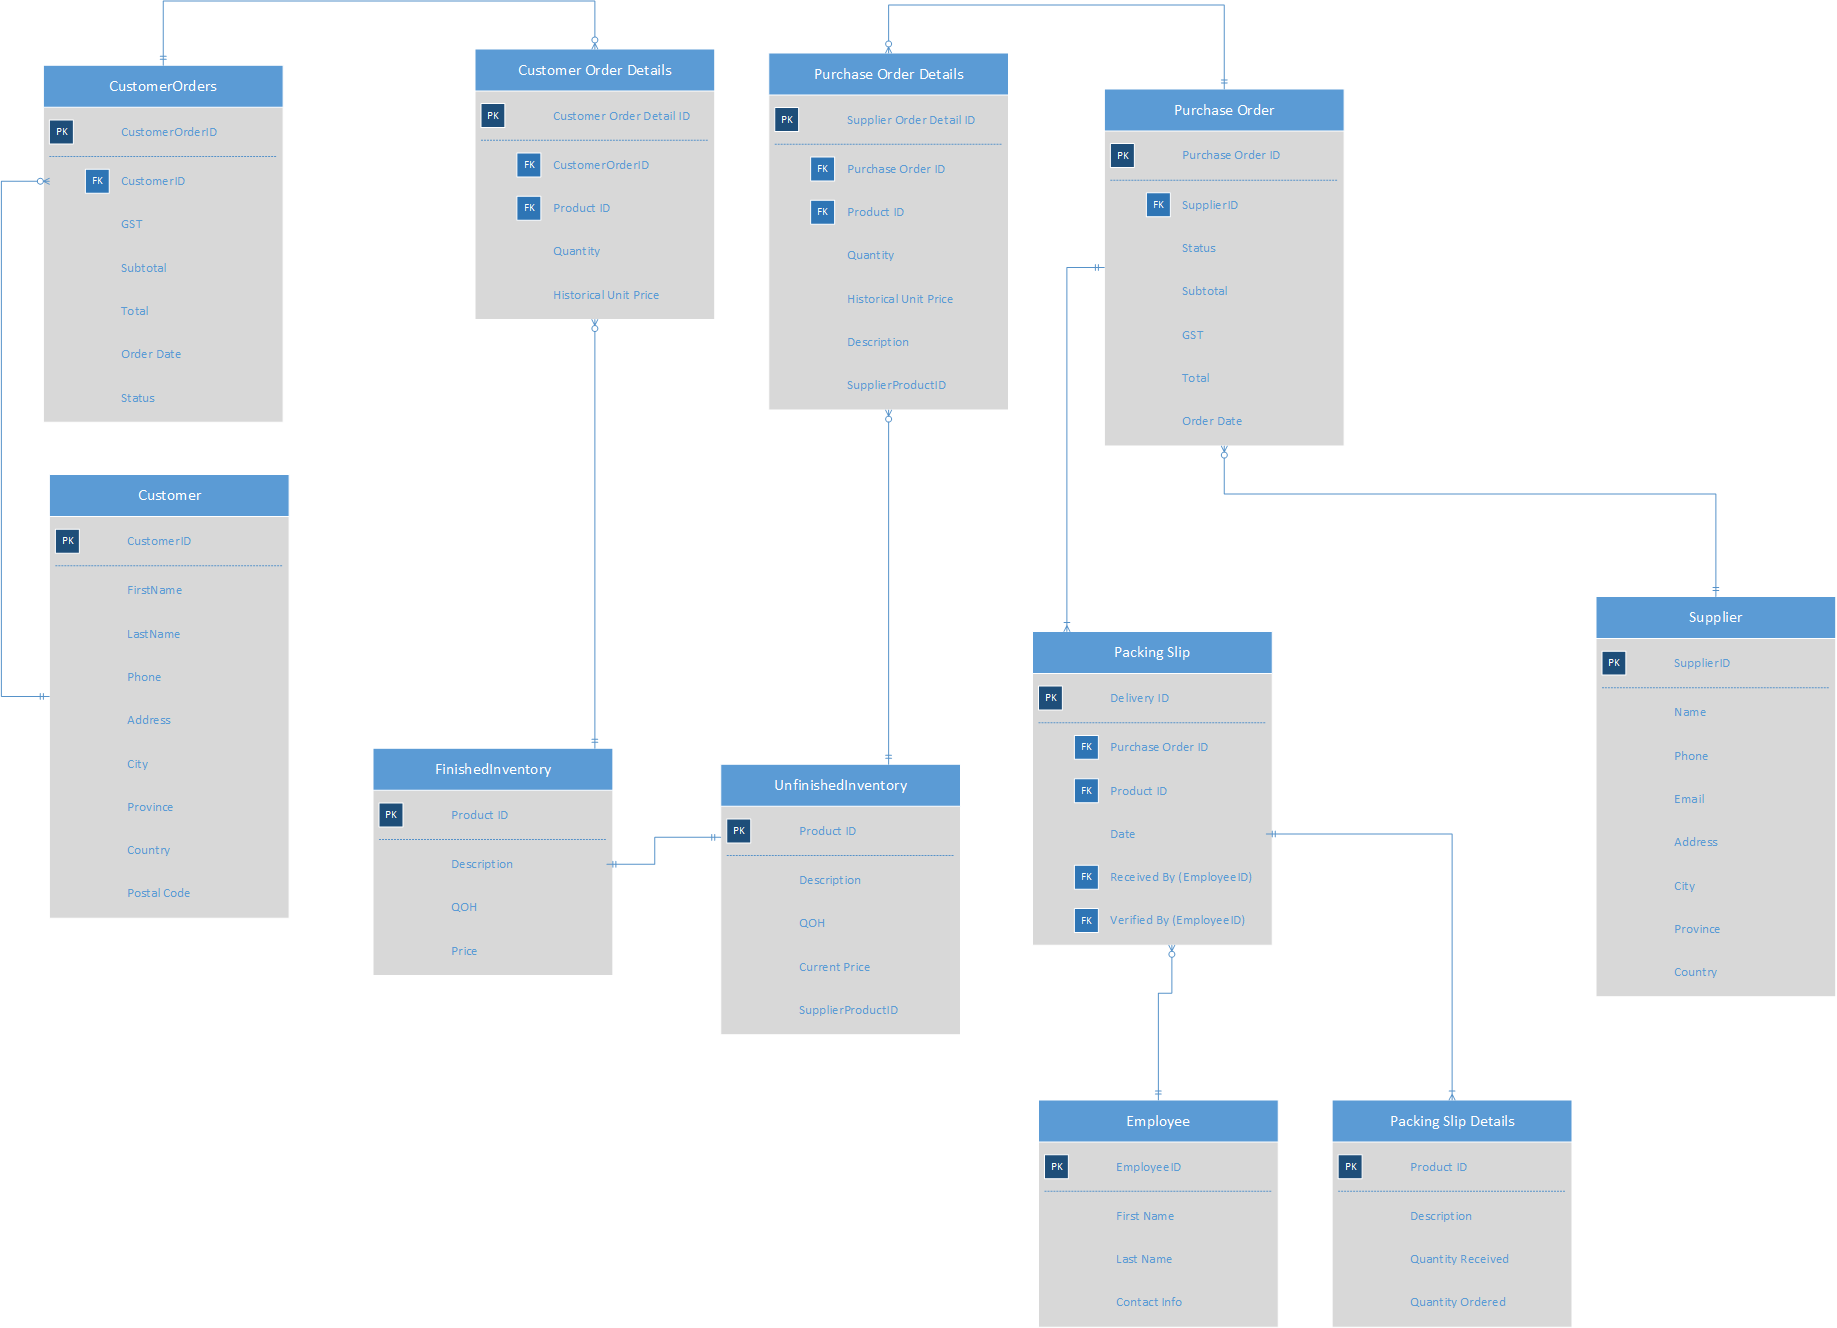 CustomerOrders
PK CustomerOrderID
FK CustomerID
GST
Subtotal
Total
Order Date
Status
Customer Order Details
PK Customer Order Detail ID
FK CustomerOrderID
FK Product ID
Quantity
Historical Unit Price
Purchase Order Details
PK Supplier Order Detail ID
FK Purchase Order ID
FK Product ID
Quantity
Historical Unit Price
Description
SupplierProductID
Purchase Order
PK Purchase Order ID
FK SupplierID
Status
Subtotal
GST
Total
Order Date
Customer
PK CustomerID
FirstName
LastName
Phone
Address
City
Province
Country
Postal Code
FinishedInventory
PK Product ID
Description
QOH
Price
UnfinishedInventory
PK Product ID
Description
QOH
Current Price
SupplierProductID
Packing Slip
PK Delivery ID
FK Purchase Order ID
FK Product ID
Date
FK Received By (EmployeeID)
FK Verified By (EmployeeID)
Supplier
PK SupplierID
Name
Phone
Email
Address
City
Province
Country
Employee
PK EmployeeID
First Name
Last Name
Contact Info
Packing Slip Details
PK Product ID
Description
Quantity Received
Quantity Ordered